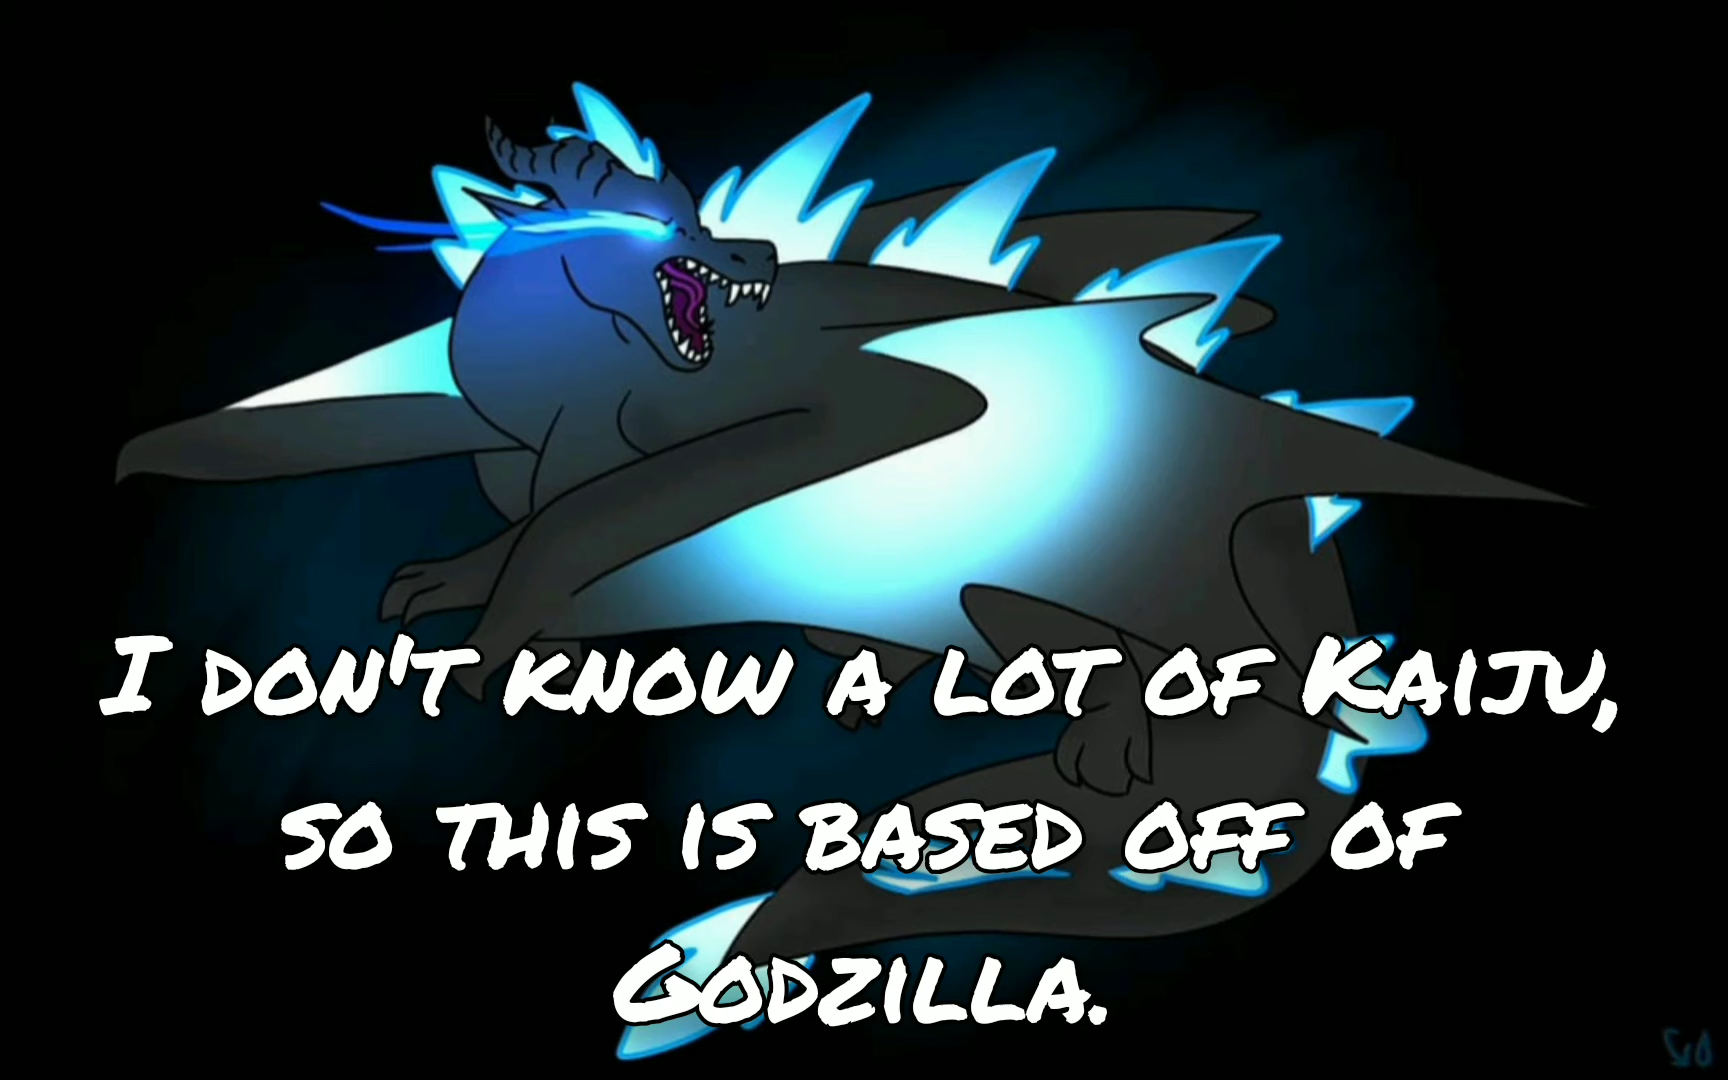 I don't know a lot of Kaiju,
so this is based off of
Godzilla.